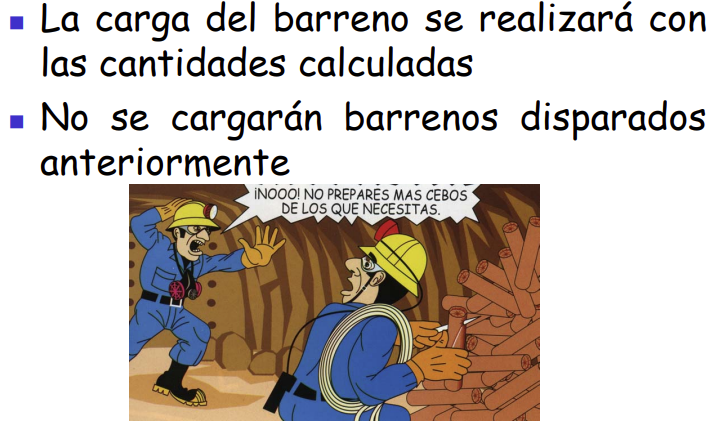 La carga del barreno se realizará con
las cantidades calculadas
No se cargarán barrenos disparados
anteriormente
¡NOOO! NO PREPARES MAS CEBOS
DE LOS QUE NECESITAS.